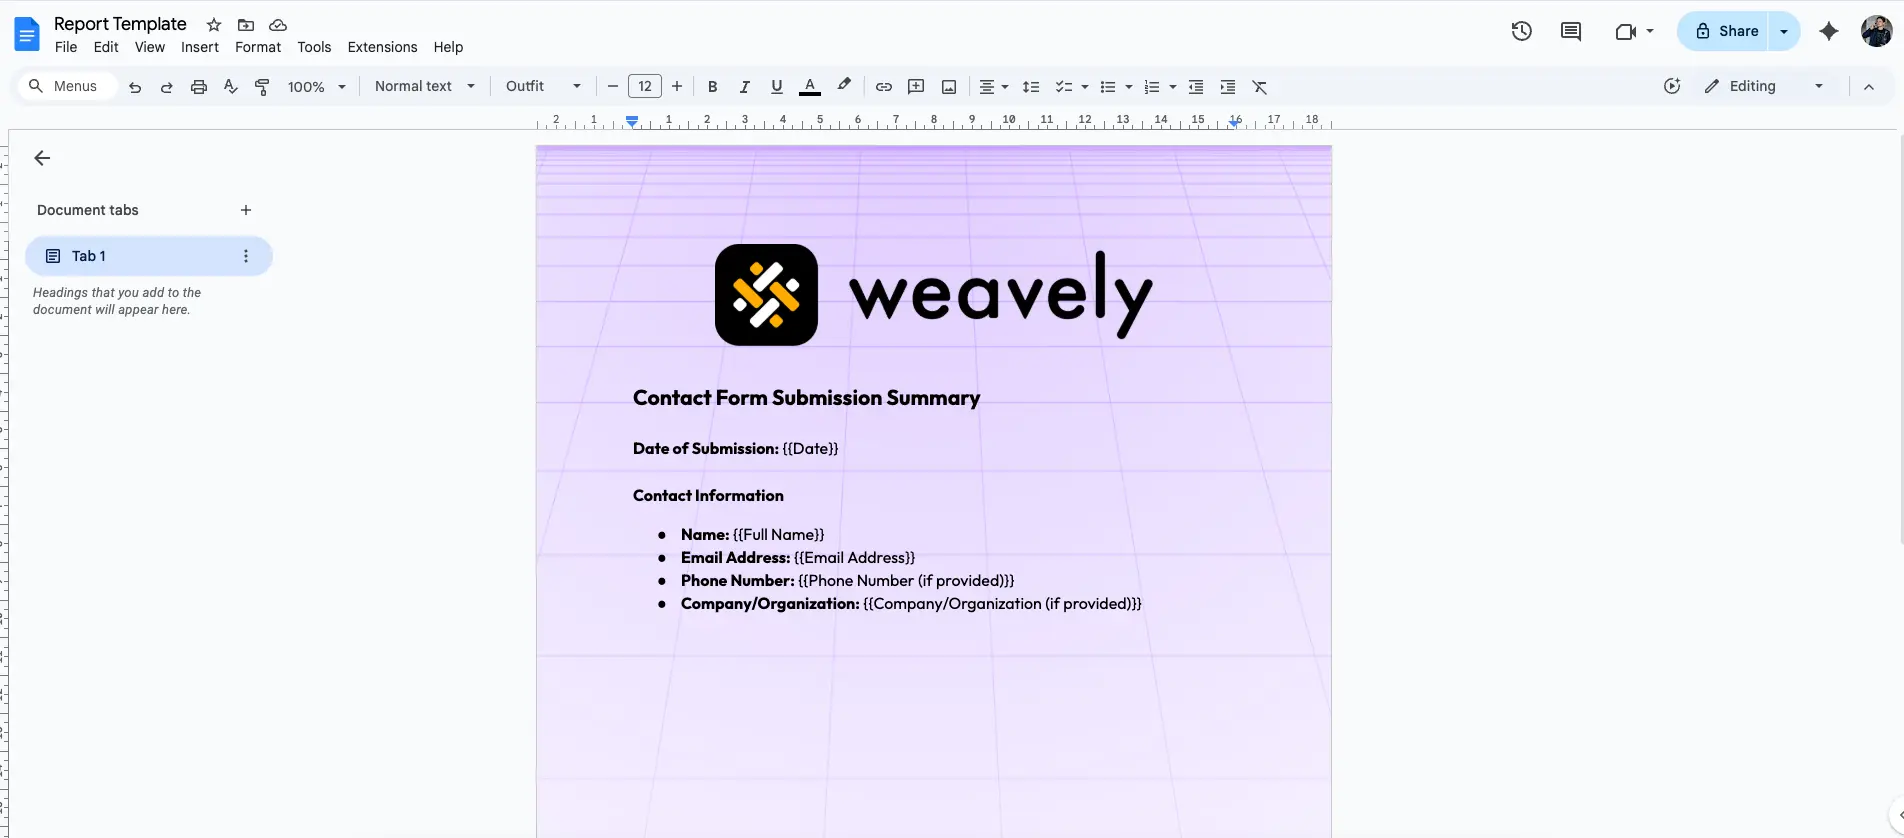 Report Template
File Edit View Insert Format Tools Extensions Help
Share
Menus 100% Normal text Outfit 12 B I U A Editing
2 1 1 2 3 4 5 6 7 8 9 10 11 12 13 14 15 16 17 18
Document tabs
Tab 1
Headings that you add to the
document will appear here.
weavely
Contact Form Submission Summary
Date of Submission: {{Date}}
Contact Information
● Name: {{Full Name}}
● Email Address: {{Email Address}}
● Phone Number: {{Phone Number (if provided)}}
● Company/Organization: {{Company/Organization (if provided)}}